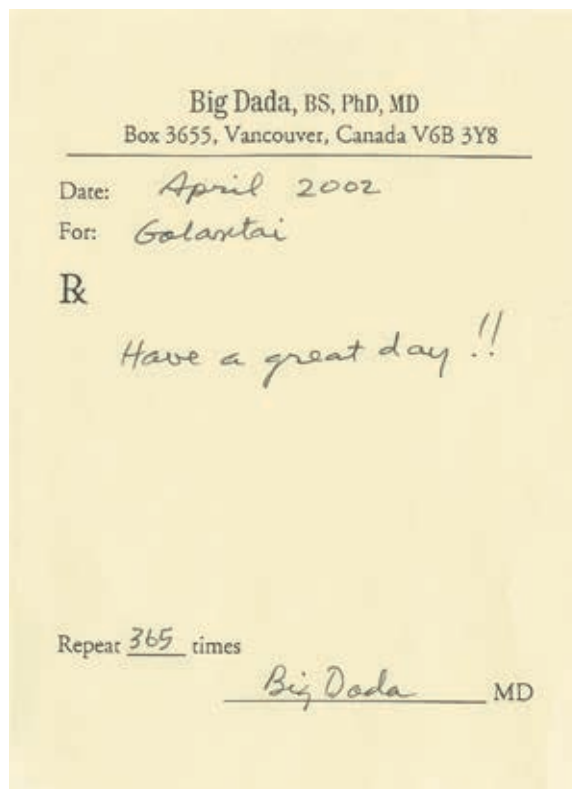 Big Dada, BS, PhD, MD
Box 3655, Vancouver, Canada V6B 3Y8
Date: April 2002
For: Galantai
℞
Have a great day!!
Repeat 365 times
Big Dada MD